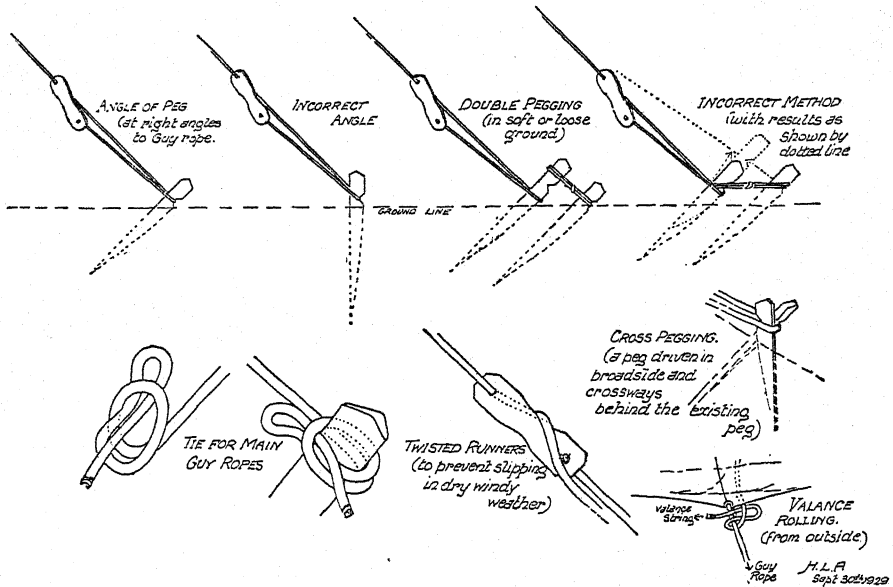 ANGLE OF PEG
(at right angles
to Guy rope.
INCORRECT
ANGLE
DOUBLE PEGGING
(in soft or loose
ground)
INCORRECT METHOD
(with results as
shown by
dotted line
GROUND LINE
CROSS PEGGING.
(a peg driven in
broadside and
crossways
behind the existing
peg)
TIE FOR MAIN
GUY ROPES
TWISTED RUNNERS
(to prevent slipping
in dry windy
weather)
Valance
String
VALANCE
ROLLING.
(from outside)
Guy
Rope
H.L.A
Sept 30th 1929